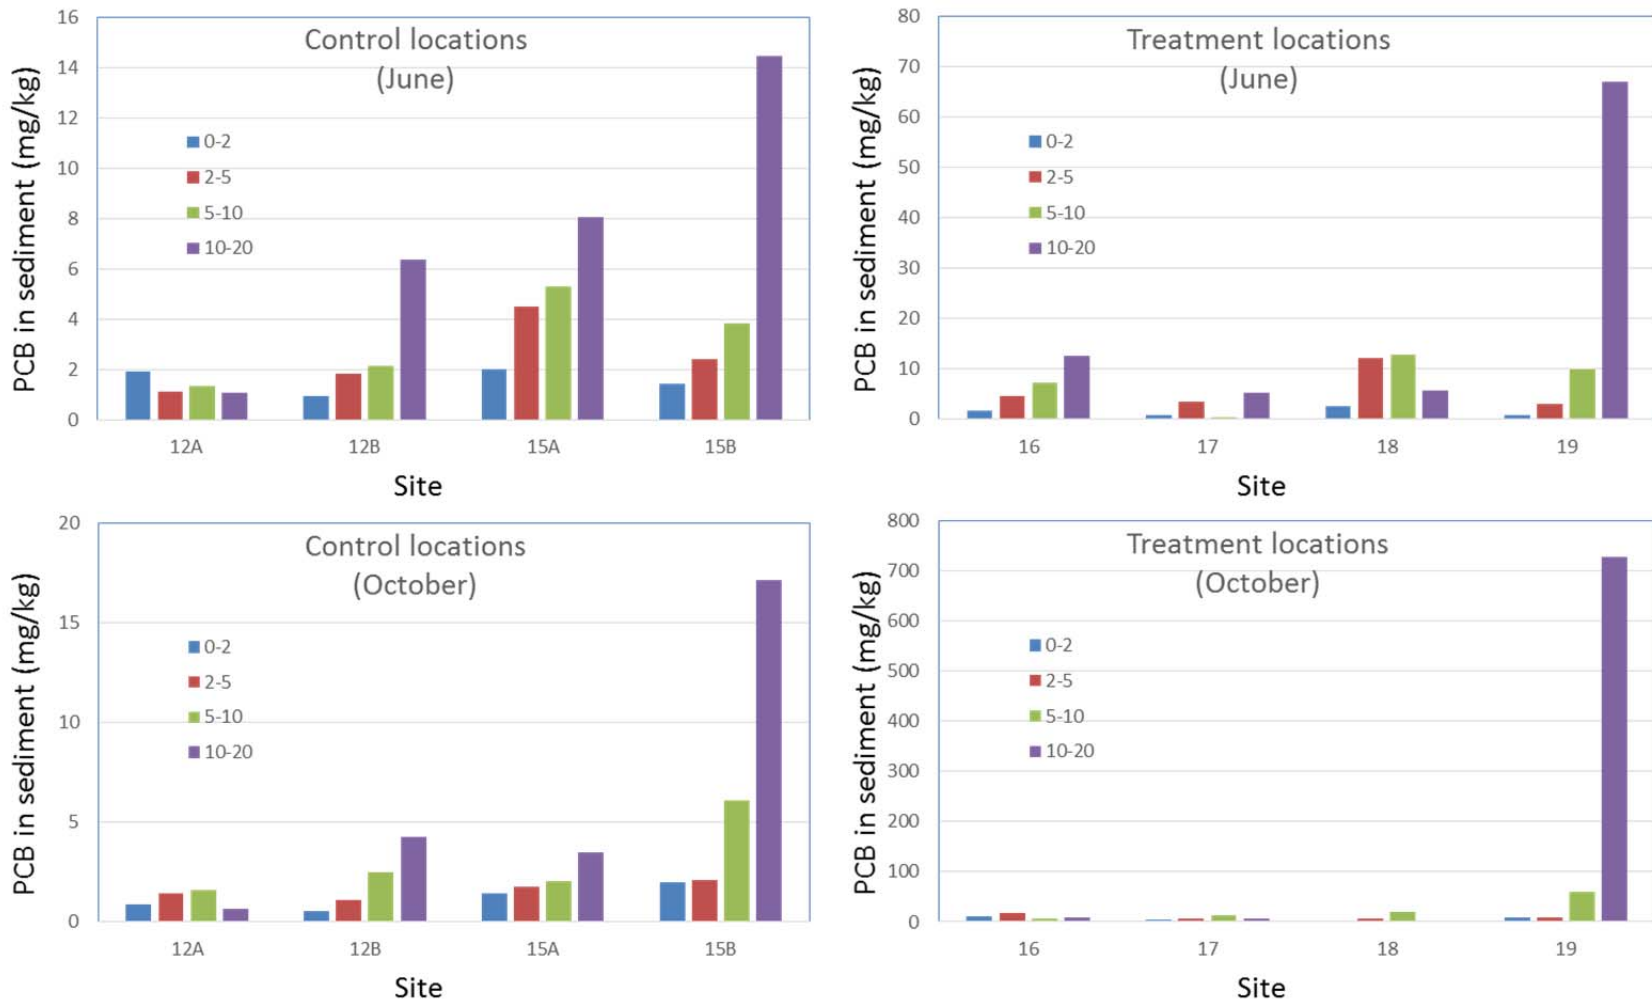 Control locations
(June)
PCB in sediment (mg/kg)
16
14
12
10
8
6
4
2
0
0-2
2-5
5-10
10-20
12A 12B 15A 15B
Site
Treatment locations
(June)
PCB in sediment (mg/kg)
80
70
60
50
40
30
20
10
0
0-2
2-5
5-10
10-20
16 17 18 19
Site
Control locations
(October)
PCB in sediment (mg/kg)
20
15
10
5
0
0-2
2-5
5-10
10-20
12A 12B 15A 15B
Site
Treatment locations
(October)
PCB in sediment (mg/kg)
800
700
600
500
400
300
200
100
0
0-2
2-5
5-10
10-20
16 17 18 19
Site